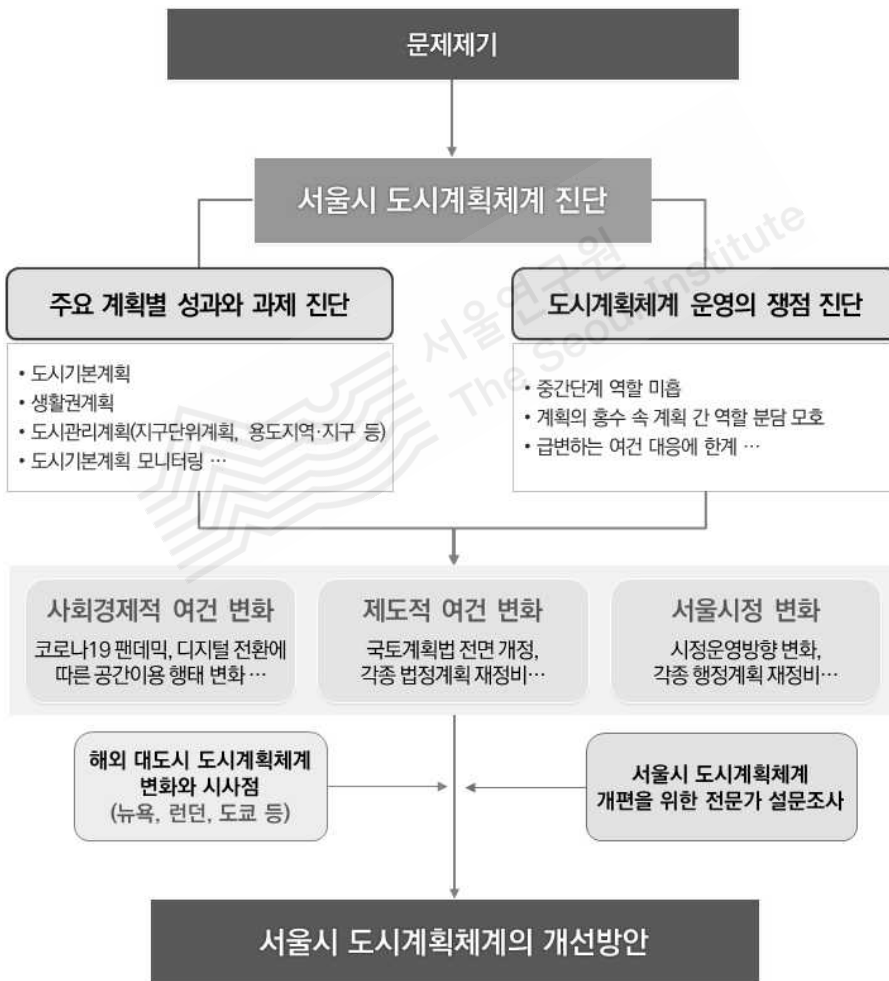 문제제기
서울시 도시계획체계 진단
주요 계획별 성과와 과제 진단
• 도시기본계획
• 생활권계획
• 도시관리계획(지구단위계획, 용도지역·지구 등)
• 도시기본계획 모니터링 …
도시계획체계 운영의 쟁점 진단
• 중간단계 역할 미흡
• 계획의 홍수 속 계획 간 역할 분담 모호
• 급변하는 여건 대응에 한계 …
서울연구원
The Seoul Institute
사회경제적 여건 변화
코로나19 팬데믹, 디지털 전환에
따른 공간이용 행태 변화 …
제도적 여건 변화
국토계획법 전면 개정,
각종 법정계획 재정비…
서울시정 변화
시정운영방향 변화,
각종 행정계획 재정비…
해외 대도시 도시계획체계
변화와 시사점
(뉴욕, 런던, 도쿄 등)
서울시 도시계획체계
개편을 위한 전문가 설문조사
서울시 도시계획체계의 개선방안